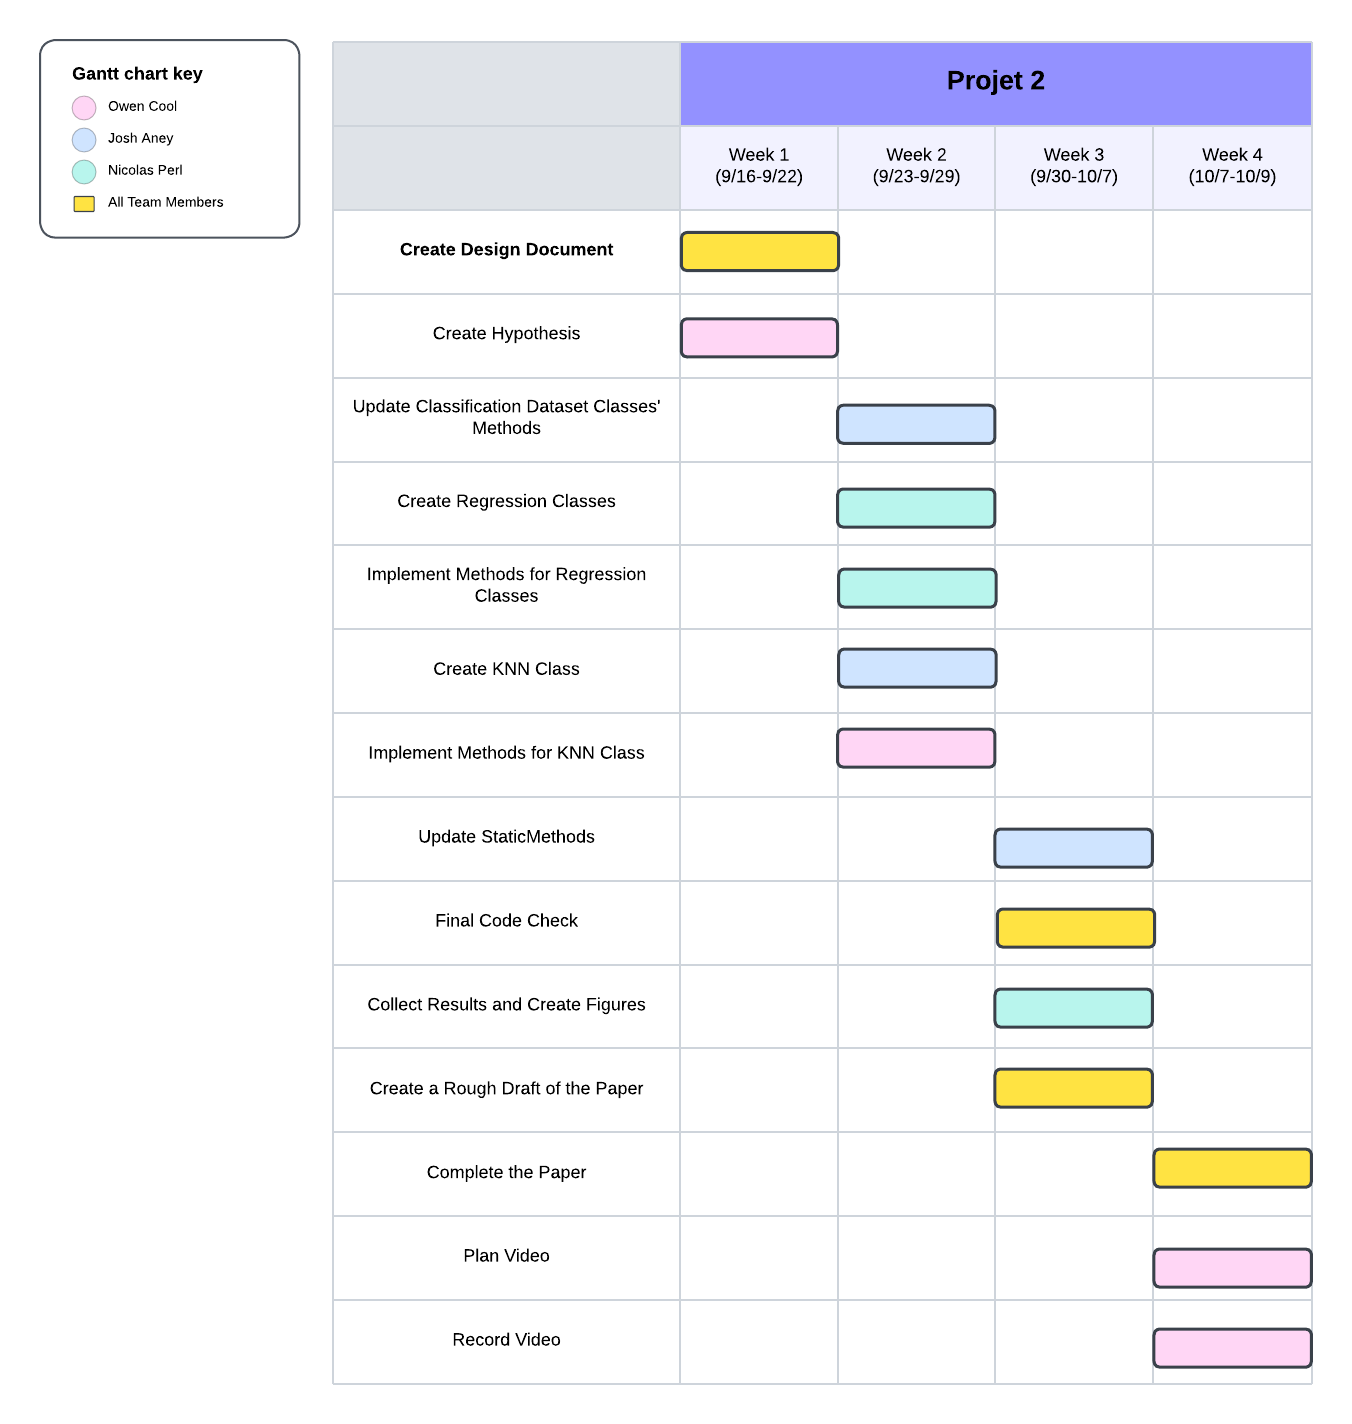 Gantt chart key
Owen Cool
Josh Aney
Nicolas Perl
All Team Members
Projet 2
Week 1
(9/16-9/22)
Week 2
(9/23-9/29)
Week 3
(9/30-10/7)
Week 4
(10/7-10/9)
Create Design Document
Create Hypothesis
Update Classification Dataset Classes'
Methods
Create Regression Classes
Implement Methods for Regression
Classes
Create KNN Class
Implement Methods for KNN Class
Update StaticMethods
Final Code Check
Collect Results and Create Figures
Create a Rough Draft of the Paper
Complete the Paper
Plan Video
Record Video